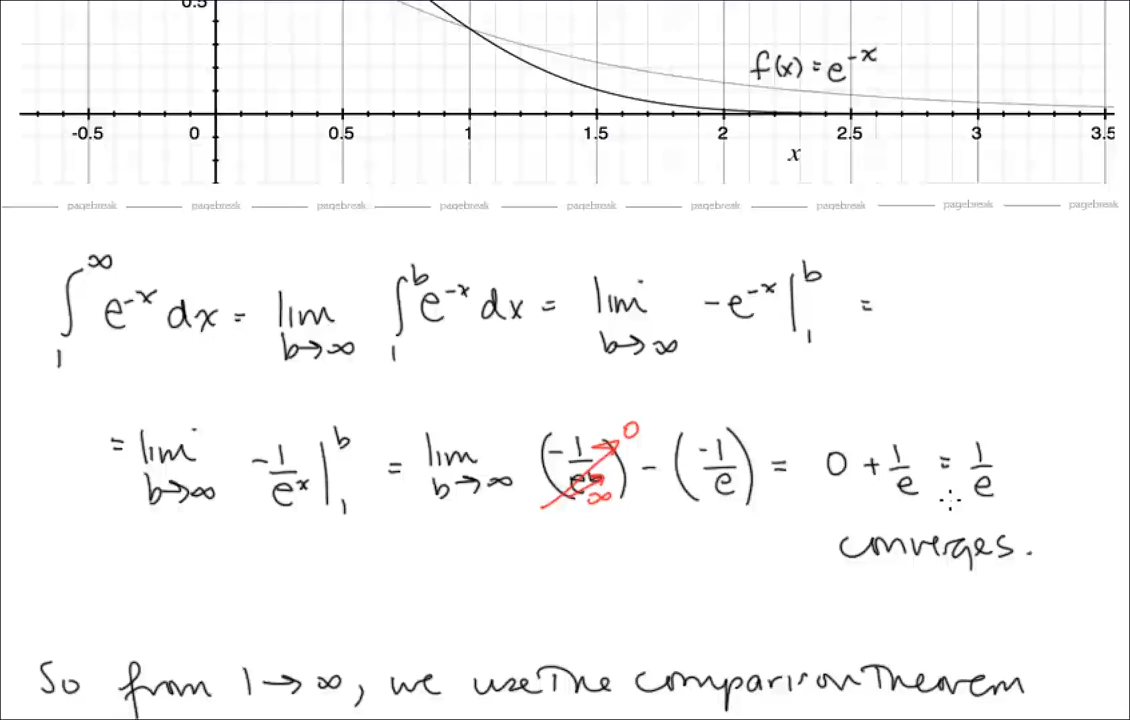 0.5
f(x) = e^{-x}
-0.5 0 0.5 1 1.5 2 2.5 3 3.5
x
pagebreak pagebreak pagebreak pagebreak pagebreak pagebreak pagebreak pagebreak pagebreak
∫_1^∞ e^{-x} dx = lim_{b→∞} ∫_1^b e^{-x} dx = lim_{b→∞} -e^{-x} |_1^b =
= lim_{b→∞} -1/e^x |_1^b = lim_{b→∞} (-1/e^b) - (-1/e) = 0 + 1/e = 1/e
0
∞
converges.
So from 1→∞, we use the comparison Theorem